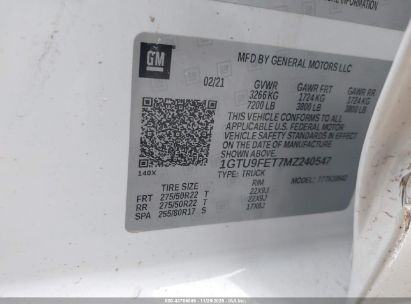 INFORMATION
GM
MFD BY GENERAL MOTORS LLC
02/21 GVWR GAWR FRT GAWR RR
3266 KG 1724 KG 1724 KG
7200 LB 3800 LB 3800 LB
THIS VEHICLE CONFORMS TO ALL
APPLICABLE U.S. FEDERAL MOTOR
VEHICLE SAFETY STANDARDS IN EFFECT
ON THE DATE OF MANUFACTURE
SHOWN ABOVE.
1GTU9FET7MZ240547
TYPE: TRUCK
140X
MODEL:
TIRE SIZE RIM
FRT 275/50R22 T 22X9J
RR 275/50R22 T 22X9J
SPA 255/80R17 S 17X8J